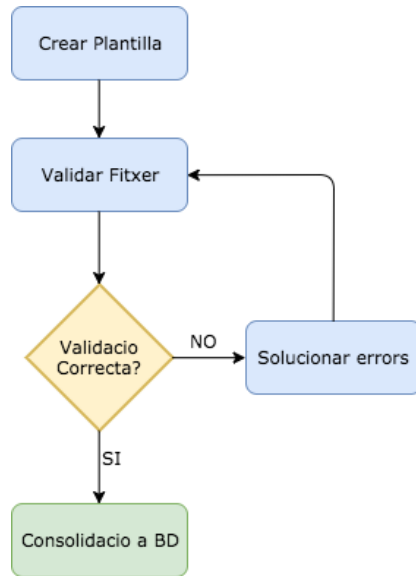 Crear Plantilla
Validar Fitxer
Validacio
Correcta?
NO
Solucionar errors
SI
Consolidacio a BD